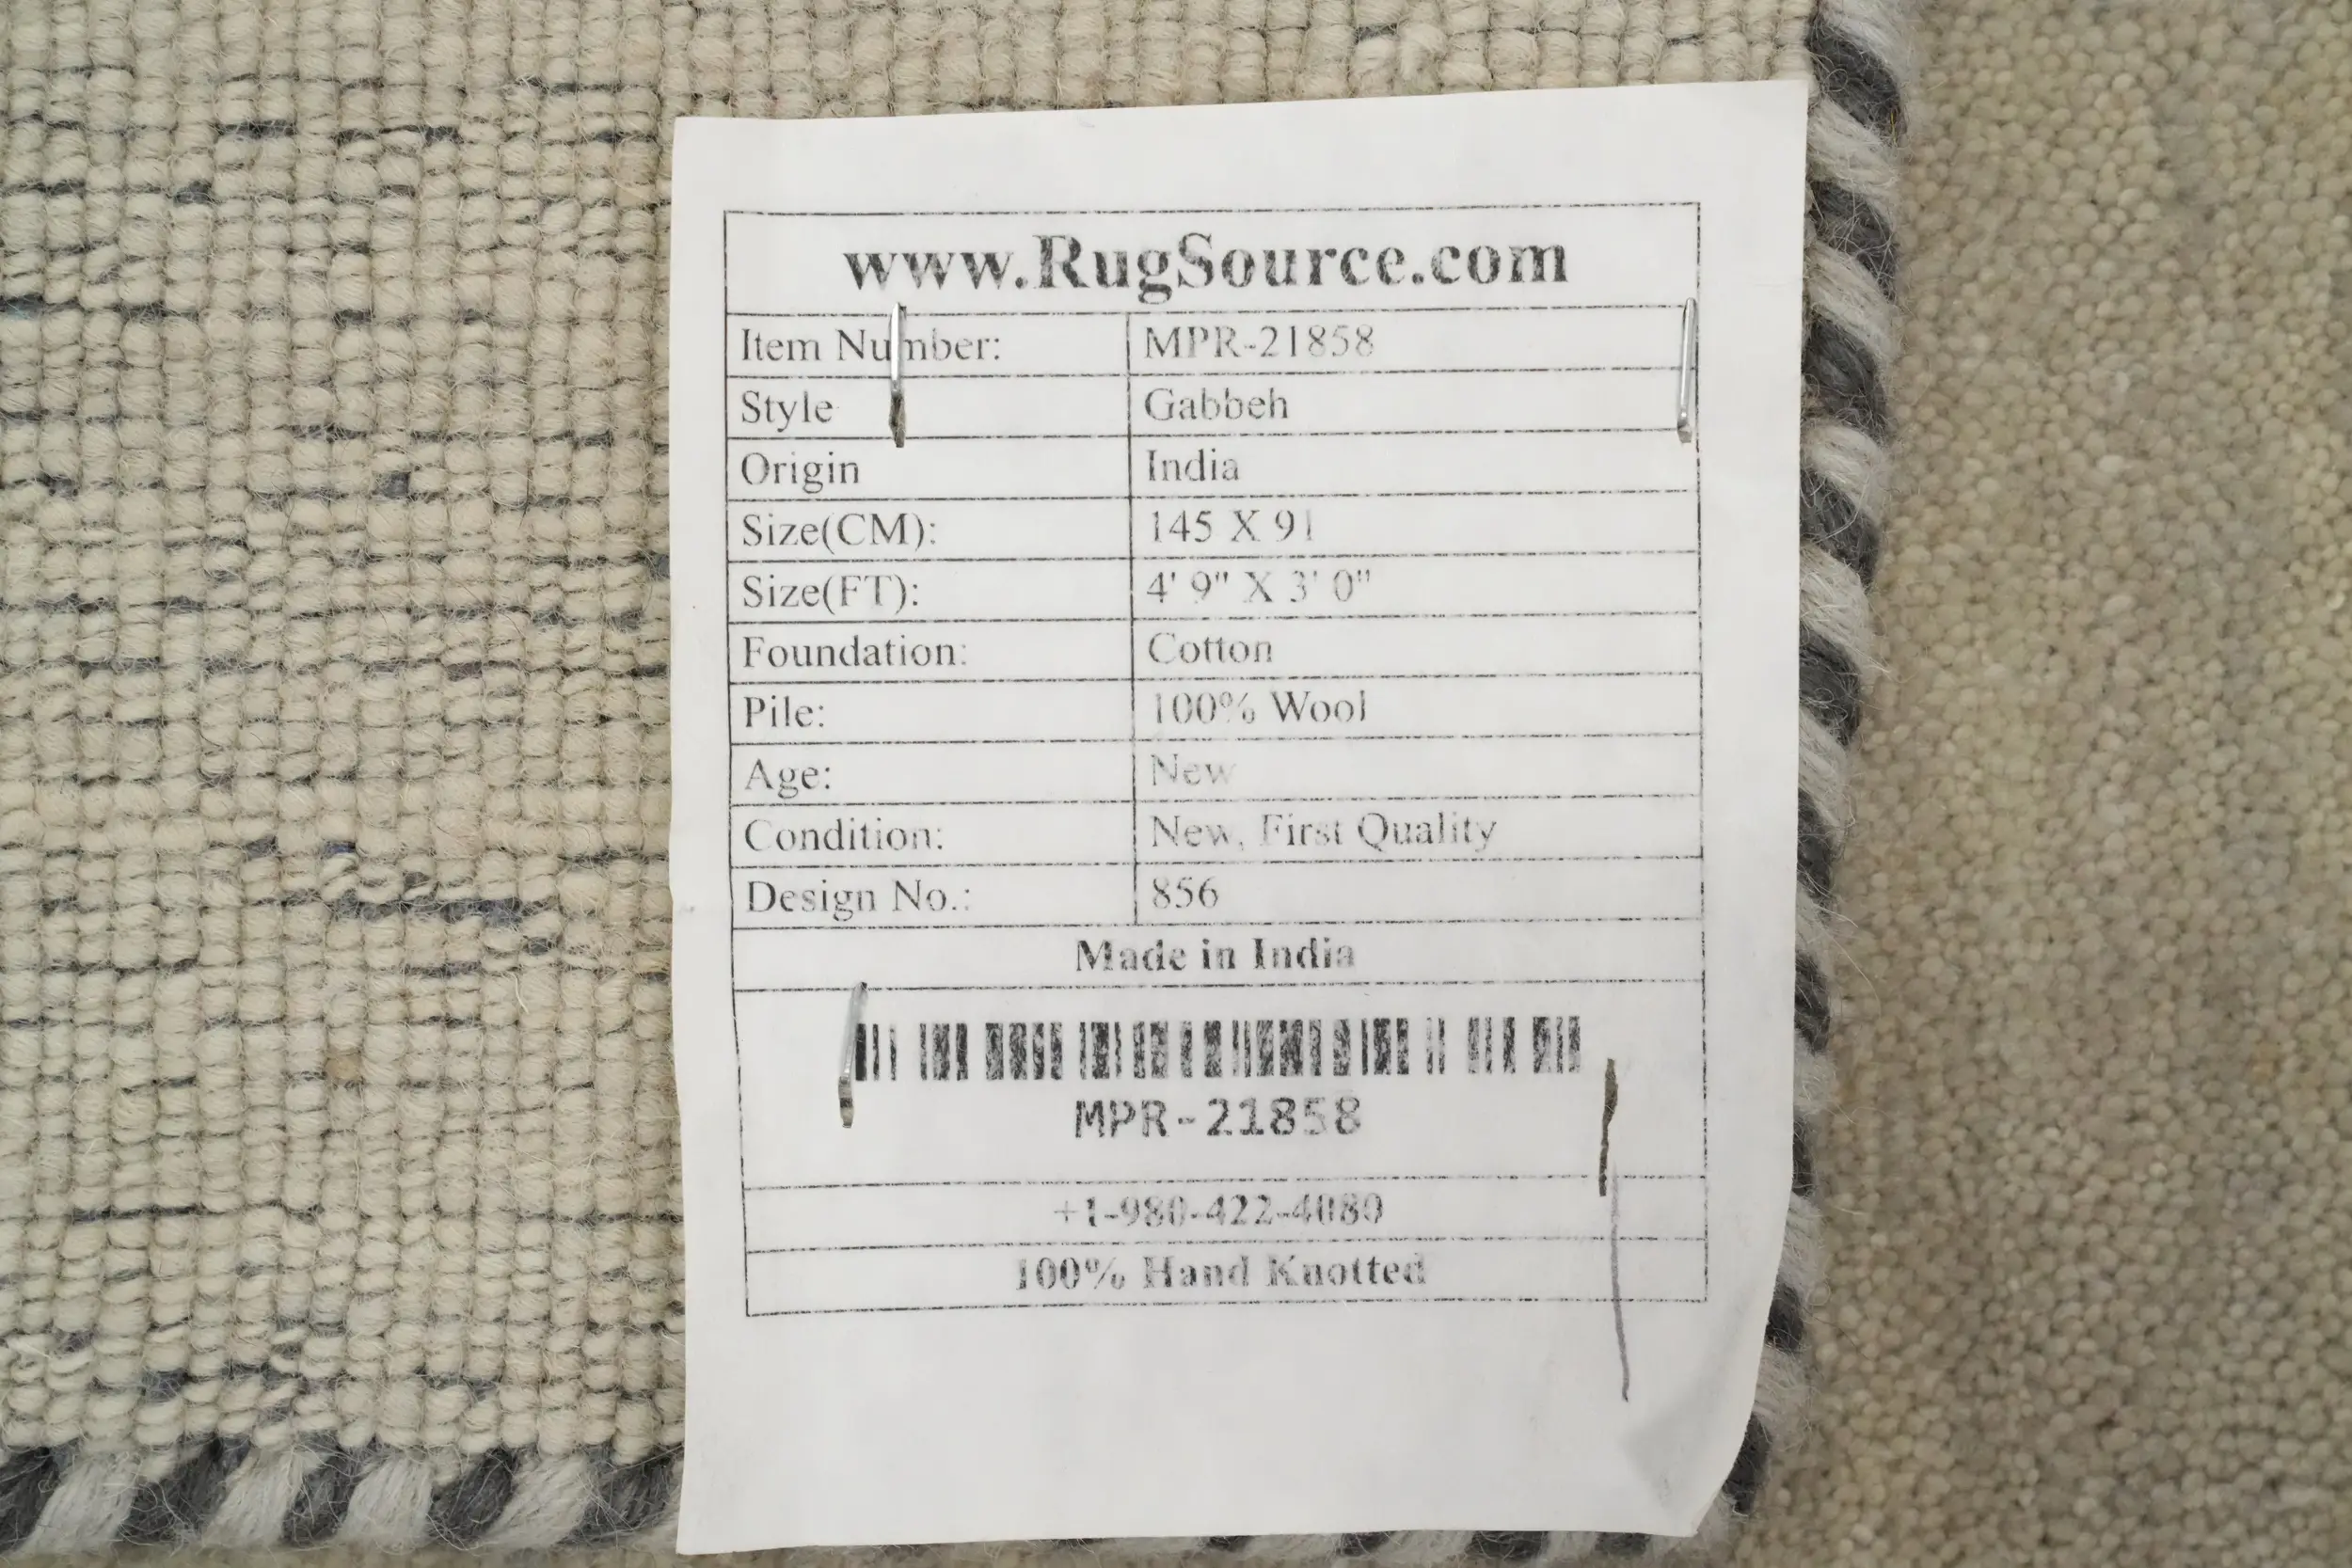 www.RugSource.com
Item Number: MPR-21858
Style Gabbeh
Origin India
Size(CM): 145 X 91
Size(FT): 4' 9" X 3' 0"
Foundation: Cotton
Pile: 100% Wool
Age: New
Condition: New, First Quality
Design No.: 856
Made in India
MPR-21858
+1-980-422-4080
100% Hand Knotted